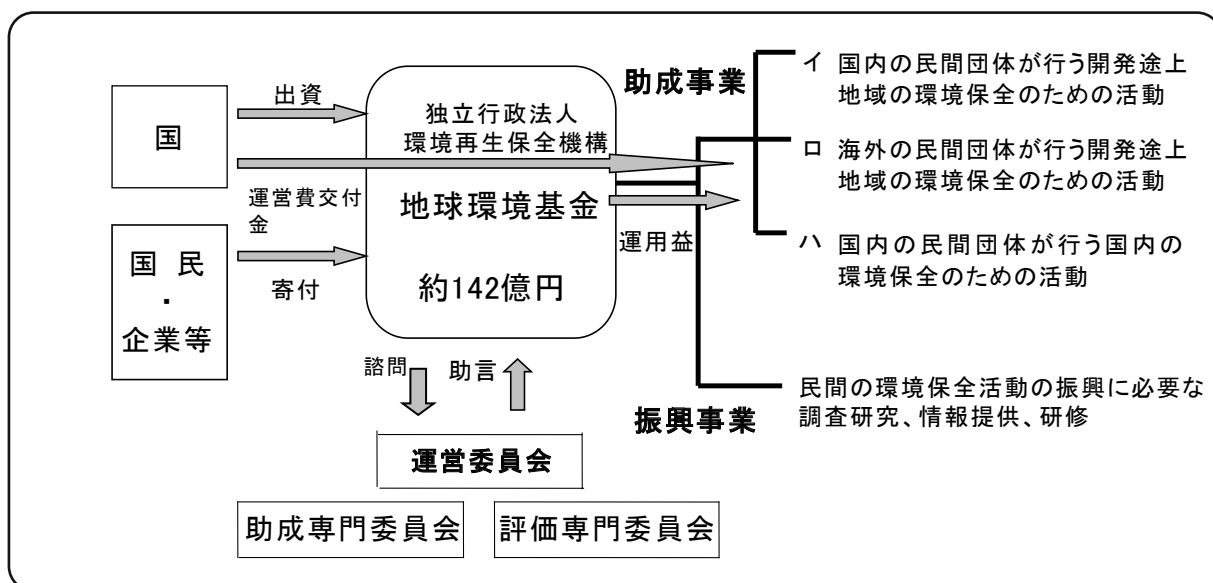 国
国民
・
企業等
出資
運営費交付
金
寄付
独立行政法人
環境再生保全機構
地球環境基金
約142億円
運用益
諮問
助言
運営委員会
助成専門委員会
評価専門委員会
助成事業
イ 国内の民間団体が行う開発途上
地域の環境保全のための活動
ロ 海外の民間団体が行う開発途上
地域の環境保全のための活動
ハ 国内の民間団体が行う国内の
環境保全のための活動
振興事業
民間の環境保全活動の振興に必要な
調査研究、情報提供、研修